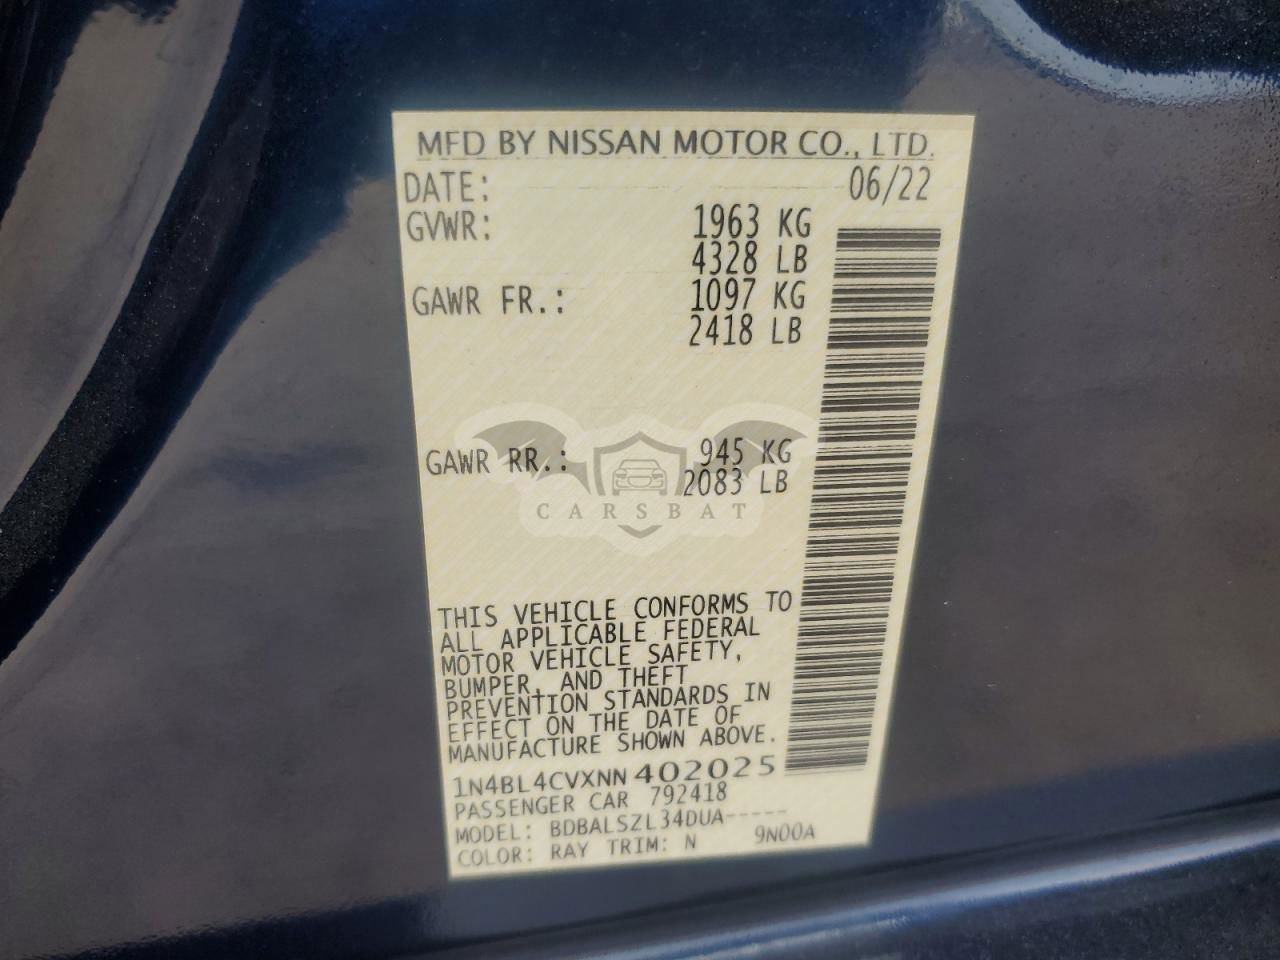 MFD BY NISSAN MOTOR CO., LTD.
DATE: 06/22
GVWR: 1963 KG
4328 LB
GAWR FR.: 1097 KG
2418 LB
GAWR RR.: 945 KG
2083 LB
CARSBAT
THIS VEHICLE CONFORMS TO
ALL APPLICABLE FEDERAL
MOTOR VEHICLE SAFETY,
BUMPER, AND THEFT
PREVENTION STANDARDS IN
EFFECT ON THE DATE OF
MANUFACTURE SHOWN ABOVE.
1N4BL4CVXNN402025
PASSENGER CAR 792418
MODEL: BDBALSZL34DUA-----
COLOR: RAY TRIM: N 9N00A